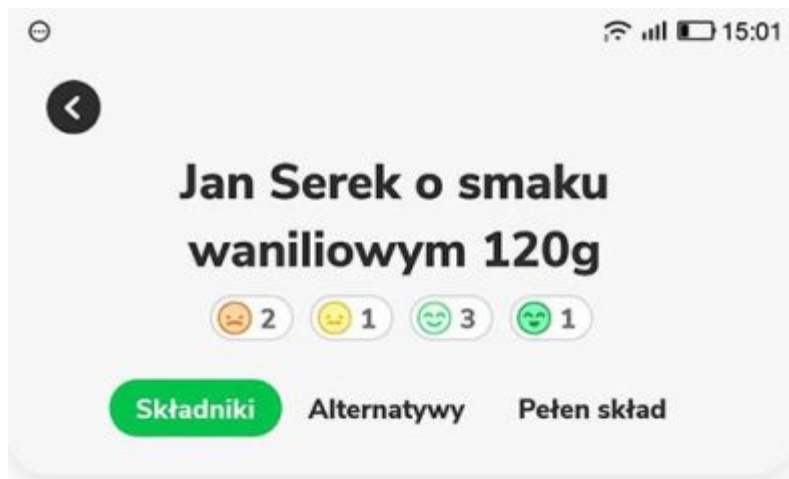 15:01
Jan Serek o smaku
waniliowym 120g
2 1 3 1
Składniki Alternatywy Pełen skład